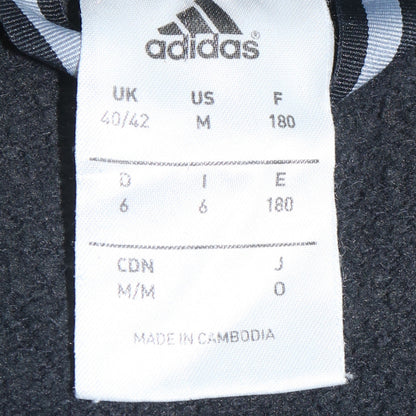 adidas
UK US F
40/42 M 180
D I E
6 6 180
CDN J
M/M O
MADE IN CAMBODIA